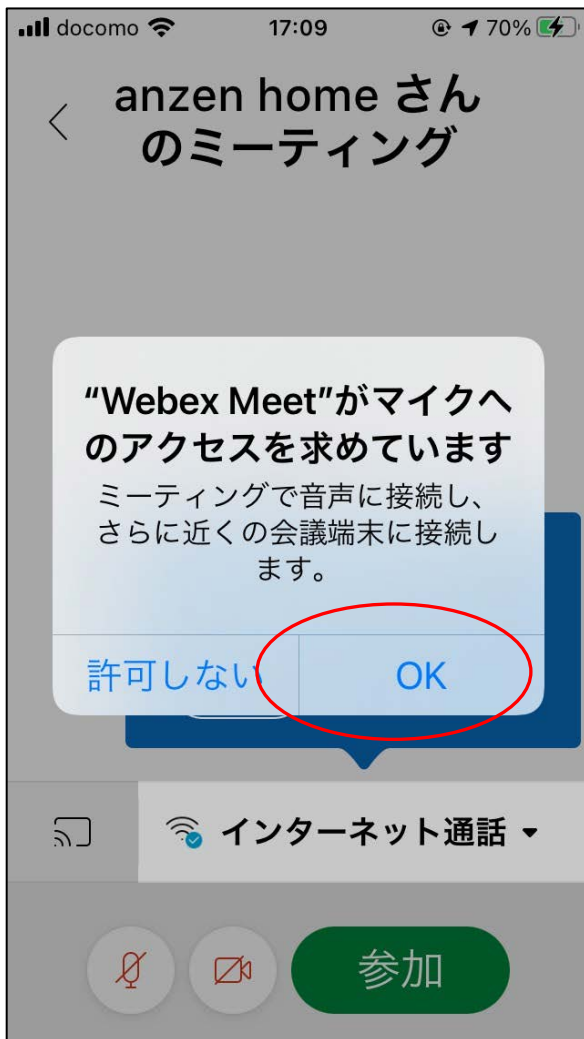 docomo 17:09 70%
anzen home さん
のミーティング
“Webex Meet”がマイクへ
のアクセスを求めています
ミーティングで音声に接続し、
さらに近くの会議端末に接続し
ます。
許可しない OK
インターネット通話
参加